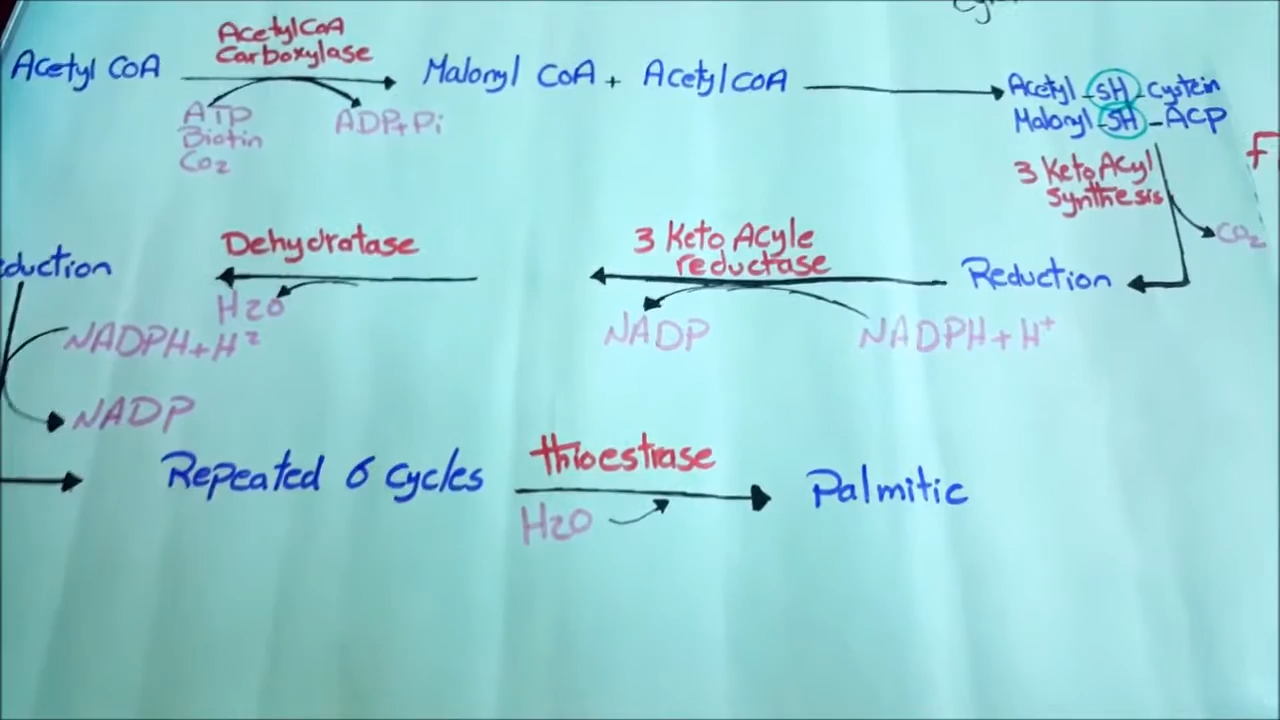 Acetyl CoA
AcetylCoA
Carboxylase
ATP
Biotin
CO2
ADP+Pi
Malonyl CoA + Acetyl COA
Acetyl-SH-Cystein
Malonyl-SH-ACP
3 Keto Acyl
synthesis
CO2
Reduction
3 Keto Acyle
reductase
NADP
NADPH+H+
Dehydratase
H2O
duction
NADPH+H+
NADP
Repeated 6 cycles
thioestrase
H2O
Palmitic